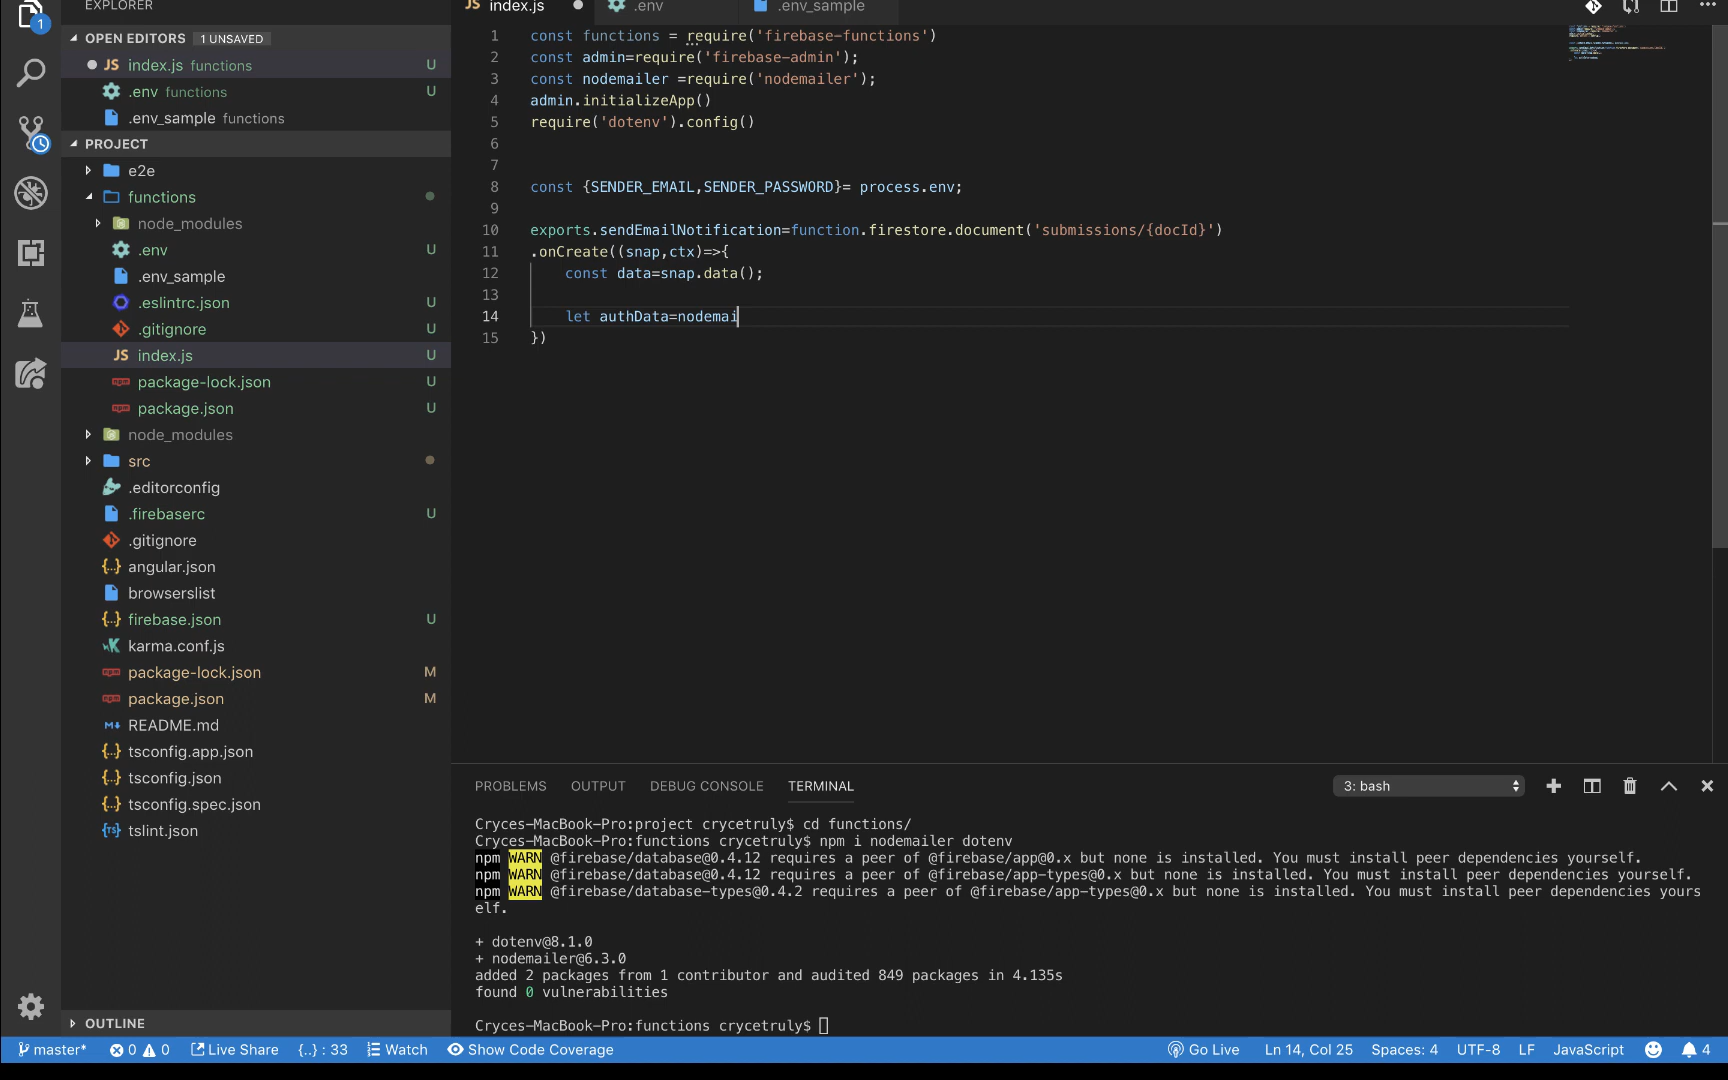 EXPLORER
OPEN EDITORS 1 UNSAVED
JS index.js functions U
.env functions U
.env_sample functions
PROJECT
e2e
functions
node_modules
.env U
.env_sample
.eslintrc.json U
.gitignore U
JS index.js U
package-lock.json U
package.json U
node_modules
src
.editorconfig
.firebaserc U
.gitignore
angular.json
browserslist
firebase.json U
karma.conf.js
package-lock.json M
package.json M
README.md
tsconfig.app.json
tsconfig.json
tsconfig.spec.json
tslint.json
OUTLINE
JS index.js .env .env_sample
1 const functions = require('firebase-functions')
2 const admin=require('firebase-admin');
3 const nodemailer =require('nodemailer');
4 admin.initializeApp()
5 require('dotenv').config()
6
7
8 const {SENDER_EMAIL,SENDER_PASSWORD}= process.env;
9
10 exports.sendEmailNotification=function.firestore.document('submissions/{docId}')
11 .onCreate((snap,ctx)=>{
12 const data=snap.data();
13
14 let authData=nodemai
15 })
PROBLEMS OUTPUT DEBUG CONSOLE TERMINAL 3: bash
Cryces-MacBook-Pro:project crycetruly$ cd functions/
Cryces-MacBook-Pro:functions crycetruly$ npm i nodemailer dotenv
npm WARN @firebase/database@0.4.12 requires a peer of @firebase/app@0.x but none is installed. You must install peer dependencies yourself.
npm WARN @firebase/database@0.4.12 requires a peer of @firebase/app-types@0.x but none is installed. You must install peer dependencies yourself.
npm WARN @firebase/database-types@0.4.2 requires a peer of @firebase/app-types@0.x but none is installed. You must install peer dependencies yours
elf.
+ dotenv@8.1.0
+ nodemailer@6.3.0
added 2 packages from 1 contributor and audited 849 packages in 4.135s
found 0 vulnerabilities
Cryces-MacBook-Pro:functions crycetruly$
master* 0 0 Live Share {..} : 33 Watch Show Code Coverage Go Live Ln 14, Col 25 Spaces: 4 UTF-8 LF JavaScript 4